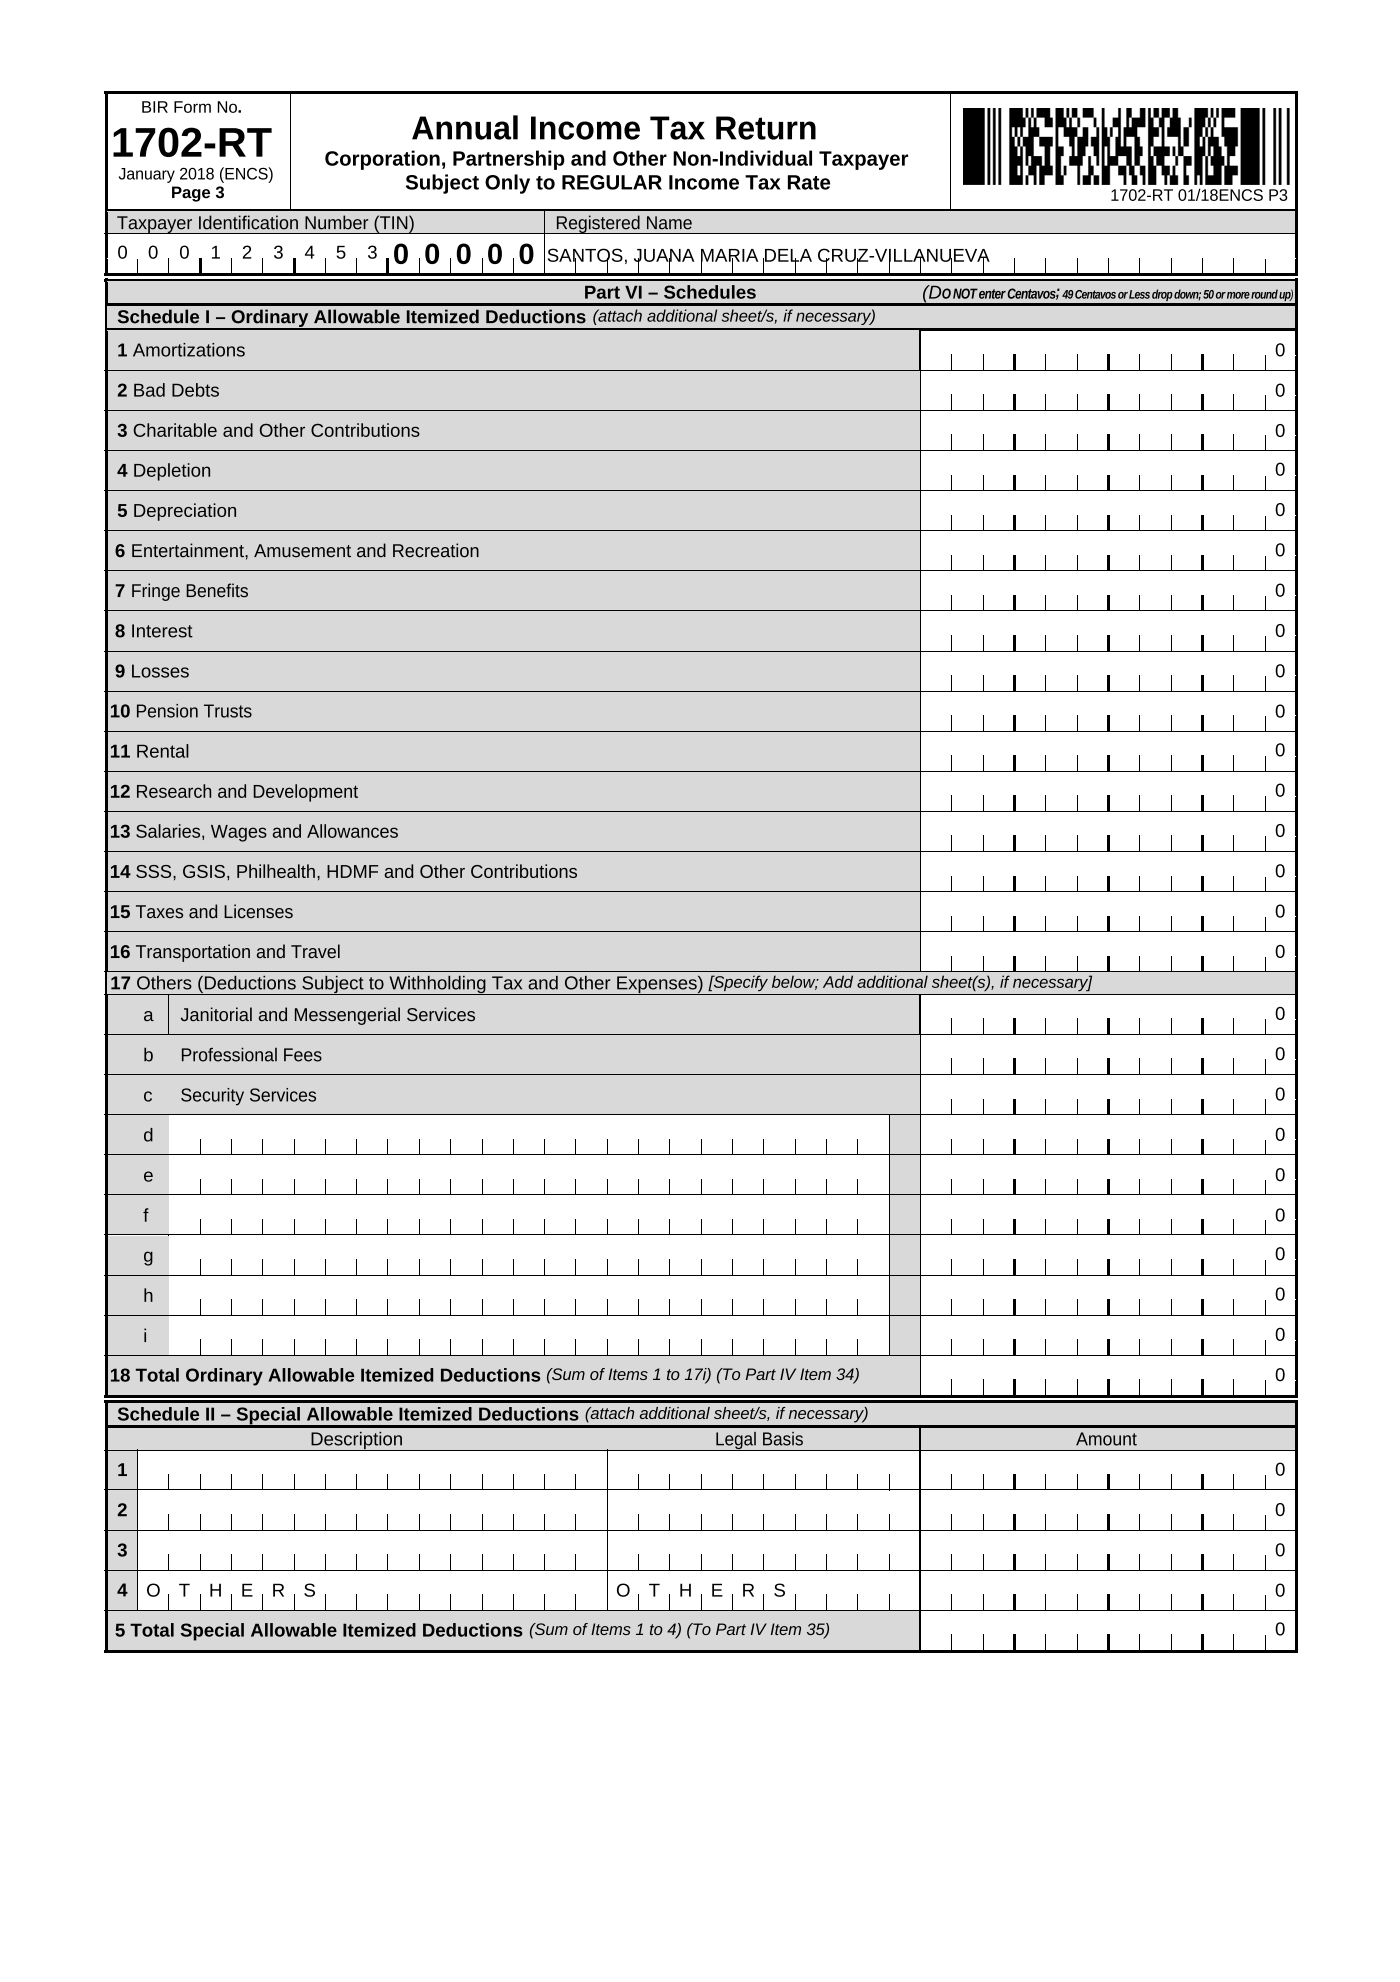 BIR Form No.
1702-RT
January 2018 (ENCS)
Page 3
Annual Income Tax Return
Corporation, Partnership and Other Non-Individual Taxpayer
Subject Only to REGULAR Income Tax Rate
1702-RT 01/18ENCS P3
Taxpayer Identification Number (TIN) Registered Name
0 0 0 1 2 3 4 5 3 0 0 0 0 0 SANTOS, JUANA MARIA DELA CRUZ-VILLANUEVA
Part VI – Schedules (DO NOT enter Centavos; 49 Centavos or Less drop down; 50 or more round up)
Schedule I – Ordinary Allowable Itemized Deductions (attach additional sheet/s, if necessary)
1 Amortizations 0
2 Bad Debts 0
3 Charitable and Other Contributions 0
4 Depletion 0
5 Depreciation 0
6 Entertainment, Amusement and Recreation 0
7 Fringe Benefits 0
8 Interest 0
9 Losses 0
10 Pension Trusts 0
11 Rental 0
12 Research and Development 0
13 Salaries, Wages and Allowances 0
14 SSS, GSIS, Philhealth, HDMF and Other Contributions 0
15 Taxes and Licenses 0
16 Transportation and Travel 0
17 Others (Deductions Subject to Withholding Tax and Other Expenses) [Specify below; Add additional sheet(s), if necessary]
a Janitorial and Messengerial Services 0
b Professional Fees 0
c Security Services 0
d 0
e 0
f 0
g 0
h 0
i 0
18 Total Ordinary Allowable Itemized Deductions (Sum of Items 1 to 17i) (To Part IV Item 34) 0
Schedule II – Special Allowable Itemized Deductions (attach additional sheet/s, if necessary)
Description Legal Basis Amount
1 0
2 0
3 0
4 O T H E R S O T H E R S 0
5 Total Special Allowable Itemized Deductions (Sum of Items 1 to 4) (To Part IV Item 35) 0